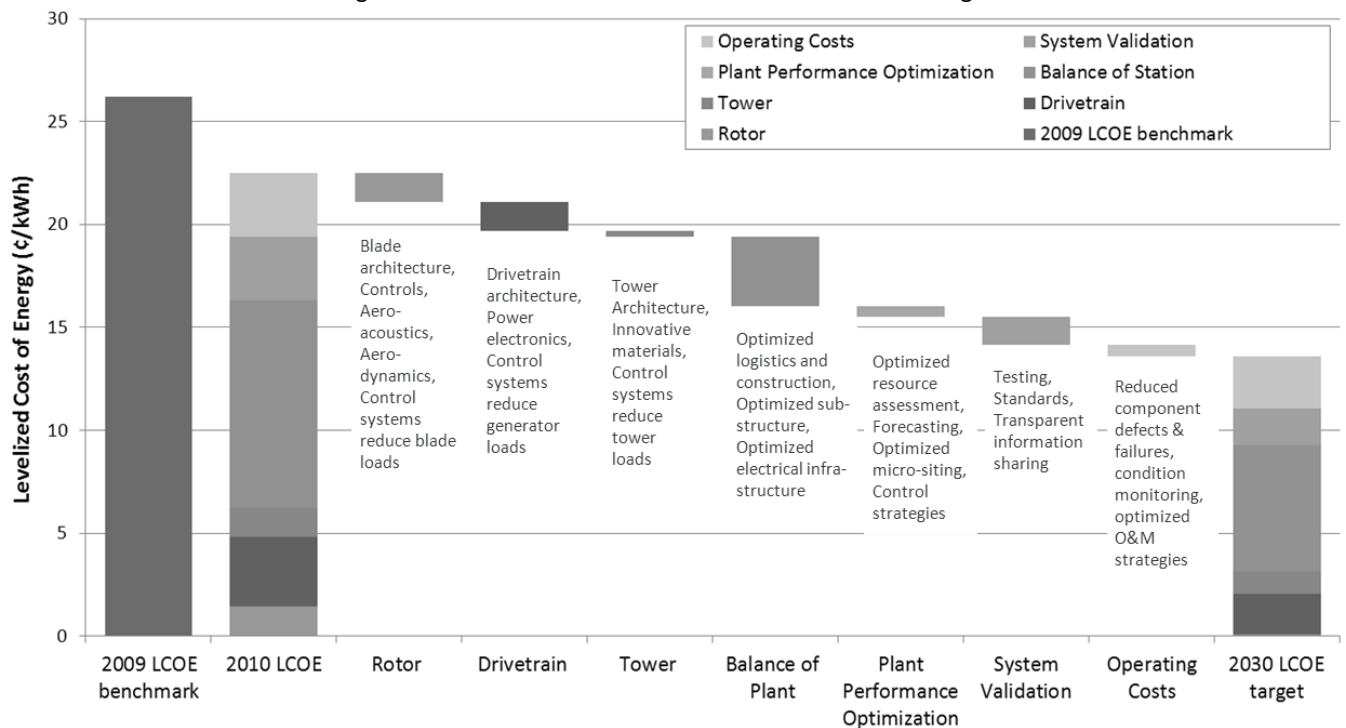 30
25
20
15
10
5
0
Levelized Cost of Energy (¢/kWh)
Operating Costs
System Validation
Plant Performance Optimization
Balance of Station
Tower
Drivetrain
Rotor
2009 LCOE benchmark
Blade
architecture,
Controls,
Aero-
acoustics,
Aero-
dynamics,
Control
systems
reduce blade
loads
Drivetrain
architecture,
Power
electronics,
Control
systems
reduce
generator
loads
Tower
Architecture,
Innovative
materials,
Control
systems
reduce
tower
loads
Optimized
logistics and
construction,
Optimized sub-
structure,
Optimized
electrical infra-
structure
Optimized
resource
assessment,
Forecasting,
Optimized
micro-siting,
Control
strategies
Testing,
Standards,
Transparent
information
sharing
Reduced
component
defects &
failures,
condition
monitoring,
optimized
O&M
strategies
2009 LCOE
benchmark
2010 LCOE
Rotor
Drivetrain
Tower
Balance of
Plant
Plant
Performance
Optimization
System
Validation
Operating
Costs
2030 LCOE
target